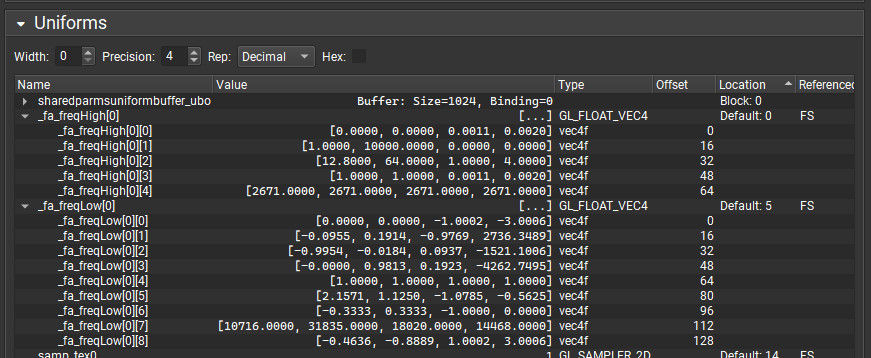 Uniforms
Width: 0 Precision: 4 Rep: Decimal Hex:
Name Value Type Offset Location Referenced
sharedparmsuniformbuffer_ubo Buffer: Size=1024, Binding=0 Block: 0
_fa_freqHigh[0] [...] GL_FLOAT_VEC4 Default: 0 FS
_fa_freqHigh[0][0] [0.0000, 0.0000, 0.0011, 0.0020] vec4f 0
_fa_freqHigh[0][1] [1.0000, 10000.0000, 0.0000, 0.0000] vec4f 16
_fa_freqHigh[0][2] [12.8000, 64.0000, 1.0000, 4.0000] vec4f 32
_fa_freqHigh[0][3] [1.0000, 1.0000, 0.0011, 0.0020] vec4f 48
_fa_freqHigh[0][4] [2671.0000, 2671.0000, 2671.0000, 2671.0000] vec4f 64
_fa_freqLow[0] [...] GL_FLOAT_VEC4 Default: 5 FS
_fa_freqLow[0][0] [0.0000, 0.0000, -1.0002, -3.0006] vec4f 0
_fa_freqLow[0][1] [-0.0955, 0.1914, -0.9769, 2736.3489] vec4f 16
_fa_freqLow[0][2] [-0.9954, -0.0184, 0.0937, -1521.1006] vec4f 32
_fa_freqLow[0][3] [-0.0000, 0.9813, 0.1923, -4262.7495] vec4f 48
_fa_freqLow[0][4] [1.0000, 1.0000, 1.0000, 1.0000] vec4f 64
_fa_freqLow[0][5] [2.1571, 1.1250, -1.0785, -0.5625] vec4f 80
_fa_freqLow[0][6] [-0.3333, 0.3333, -1.0000, 0.0000] vec4f 96
_fa_freqLow[0][7] [10716.0000, 31835.0000, 18020.0000, 14468.0000] vec4f 112
_fa_freqLow[0][8] [-0.4636, -0.8889, 1.0002, 3.0006] vec4f 128
samp_tex0 1 GL_SAMPLER_2D Default: 14 FS